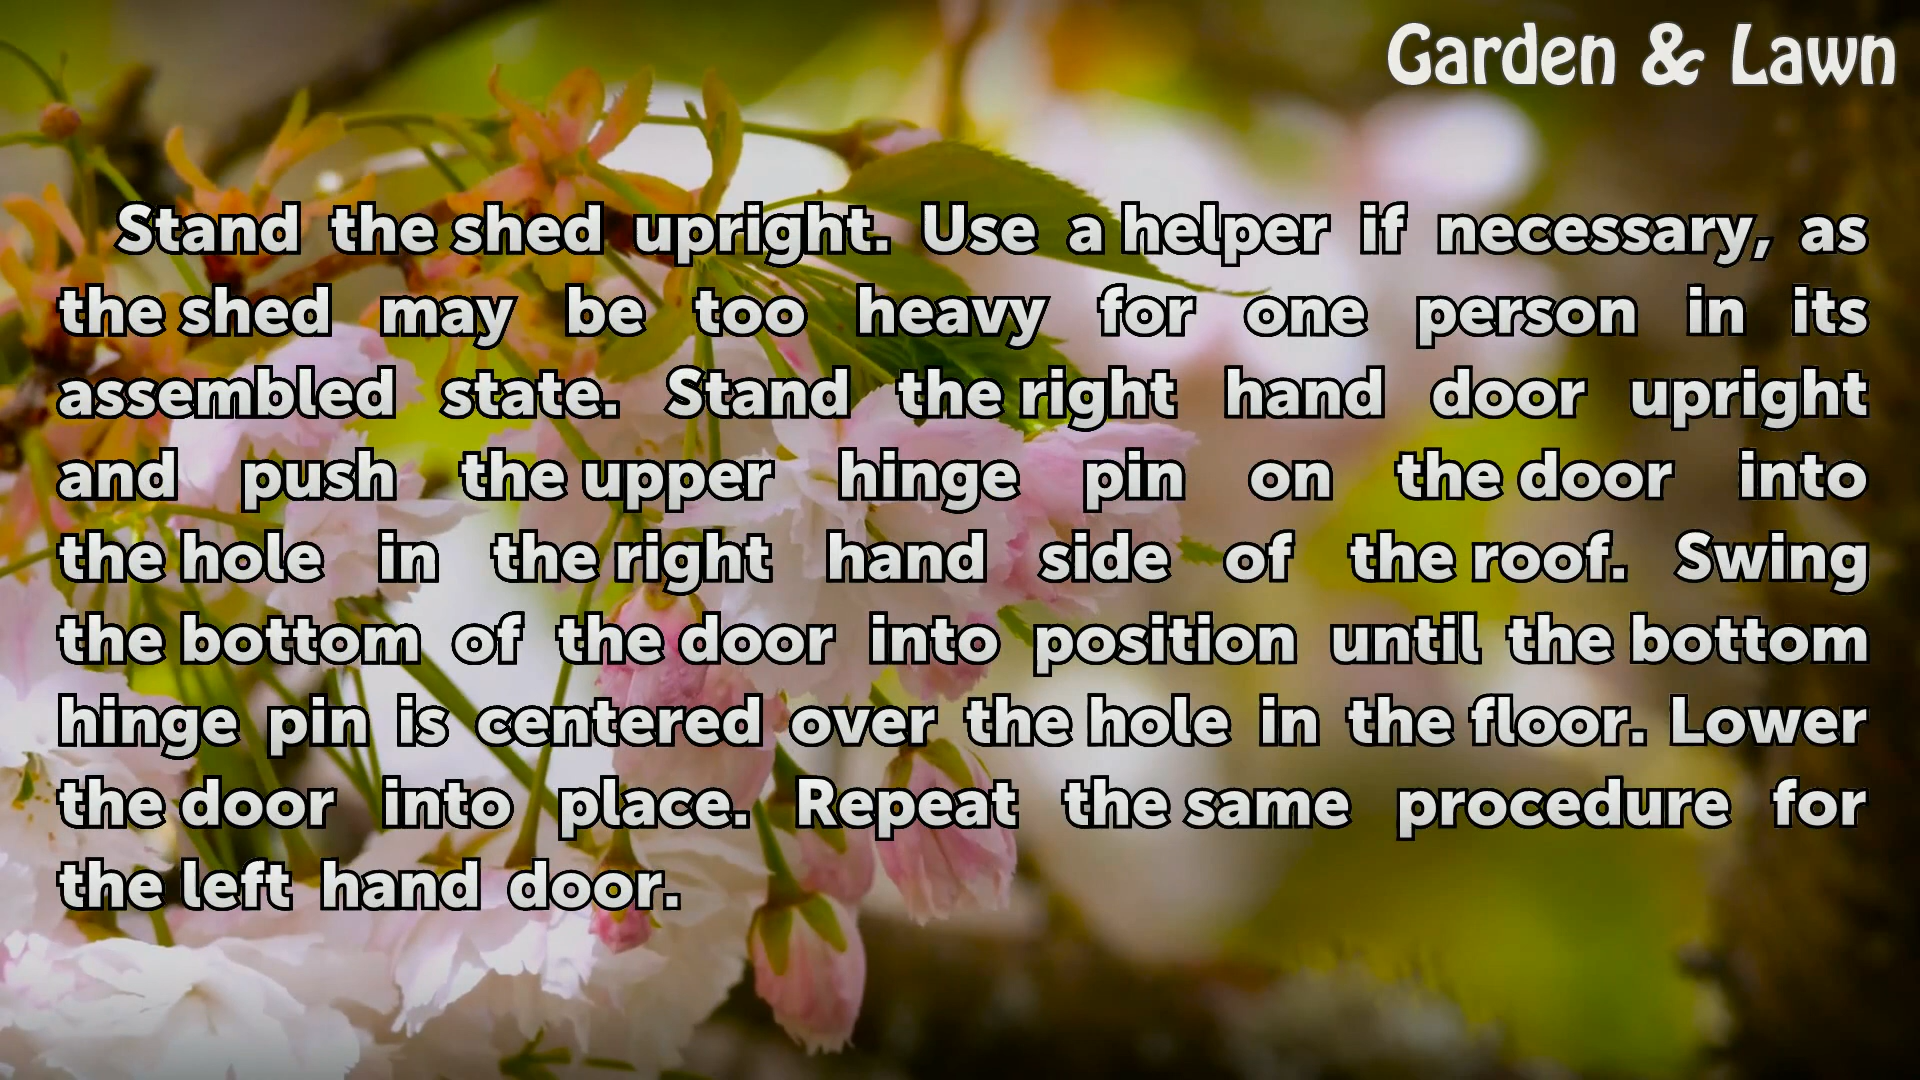 Garden & Lawn
Stand the shed upright. Use a helper if necessary, as
the shed may be too heavy for one person in its
assembled state. Stand the right hand door upright
and push the upper hinge pin on the door into
the hole in the right hand side of the roof. Swing
the bottom of the door into position until the bottom
hinge pin is centered over the hole in the floor. Lower
the door into place. Repeat the same procedure for
the left hand door.